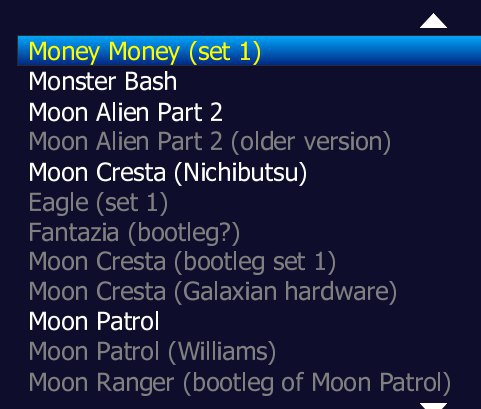 Money Money (set 1)
Monster Bash
Moon Alien Part 2
Moon Alien Part 2 (older version)
Moon Cresta (Nichibutsu)
Eagle (set 1)
Fantazia (bootleg?)
Moon Cresta (bootleg set 1)
Moon Cresta (Galaxian hardware)
Moon Patrol
Moon Patrol (Williams)
Moon Ranger (bootleg of Moon Patrol)